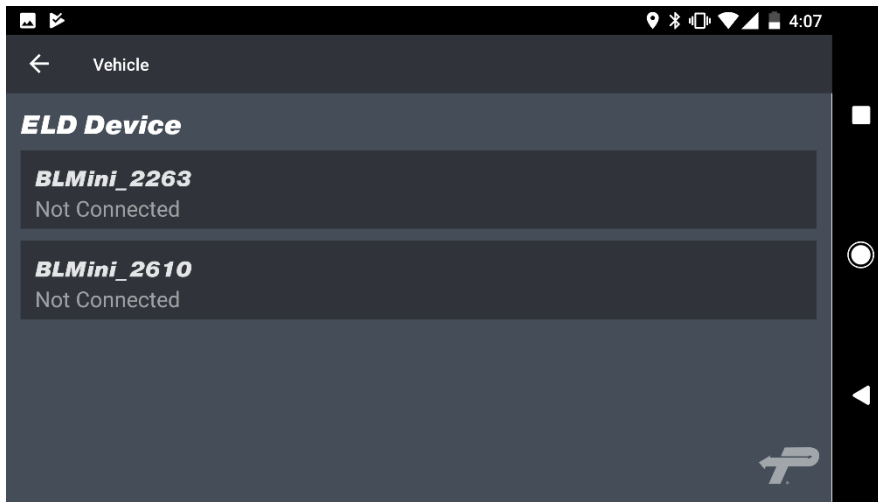 4:07
Vehicle
ELD Device
BLMini_2263
Not Connected
BLMini_2610
Not Connected